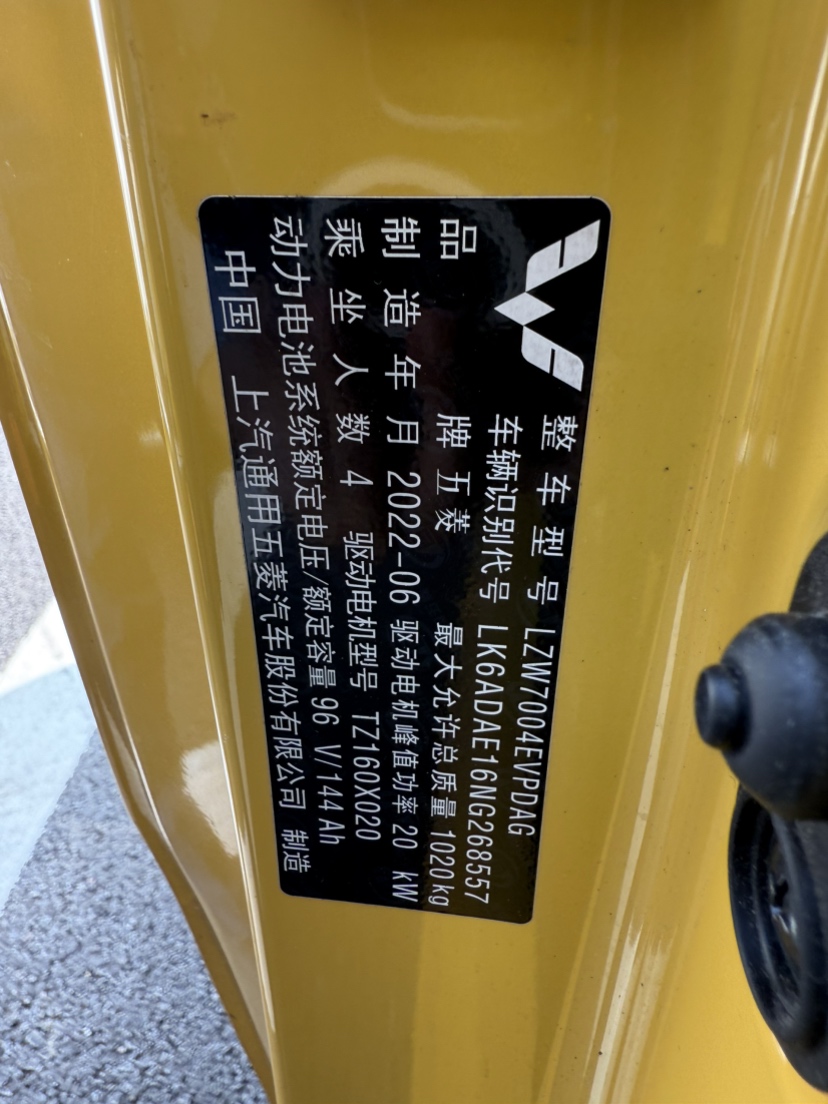 整车型号 LZW7004EVPDAG
车辆识别代号 LK6ADAE16NG268557
品牌 五菱 最大允许总质量 1020 kg
制造年月 2022-06 驱动电机峰值功率 20 kW
乘坐人数 4 驱动电机型号 TZ160X020
动力电池系统额定电压/额定容量 96 V/144 Ah
中国 上汽通用五菱汽车股份有限公司 制造